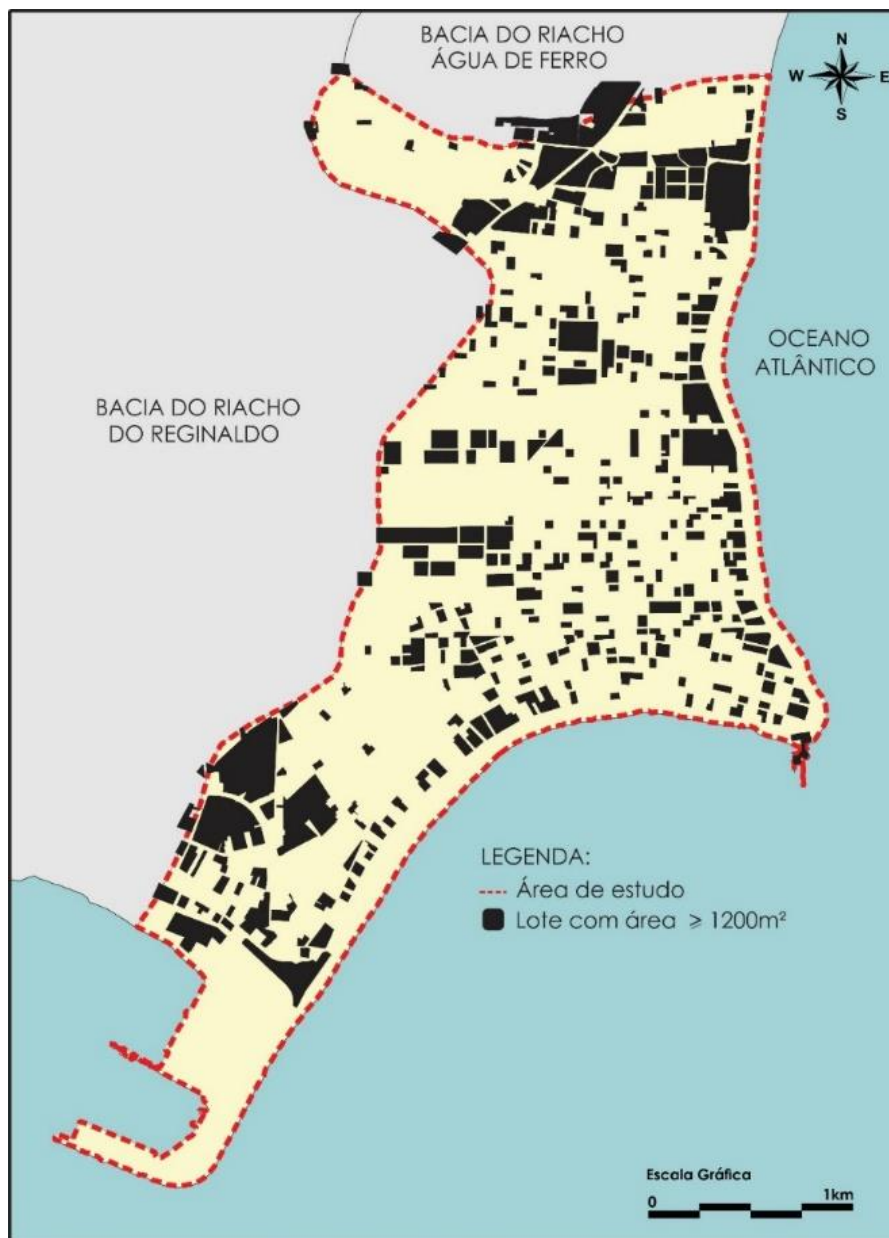 BACIA DO RIACHO
ÁGUA DE FERRO
N
W
E
S
OCEANO
ATLÂNTICO
BACIA DO RIACHO
DO REGINALDO
LEGENDA:
Área de estudo
Lote com área ≥ 1200m²
Escala Gráfica
0
1km